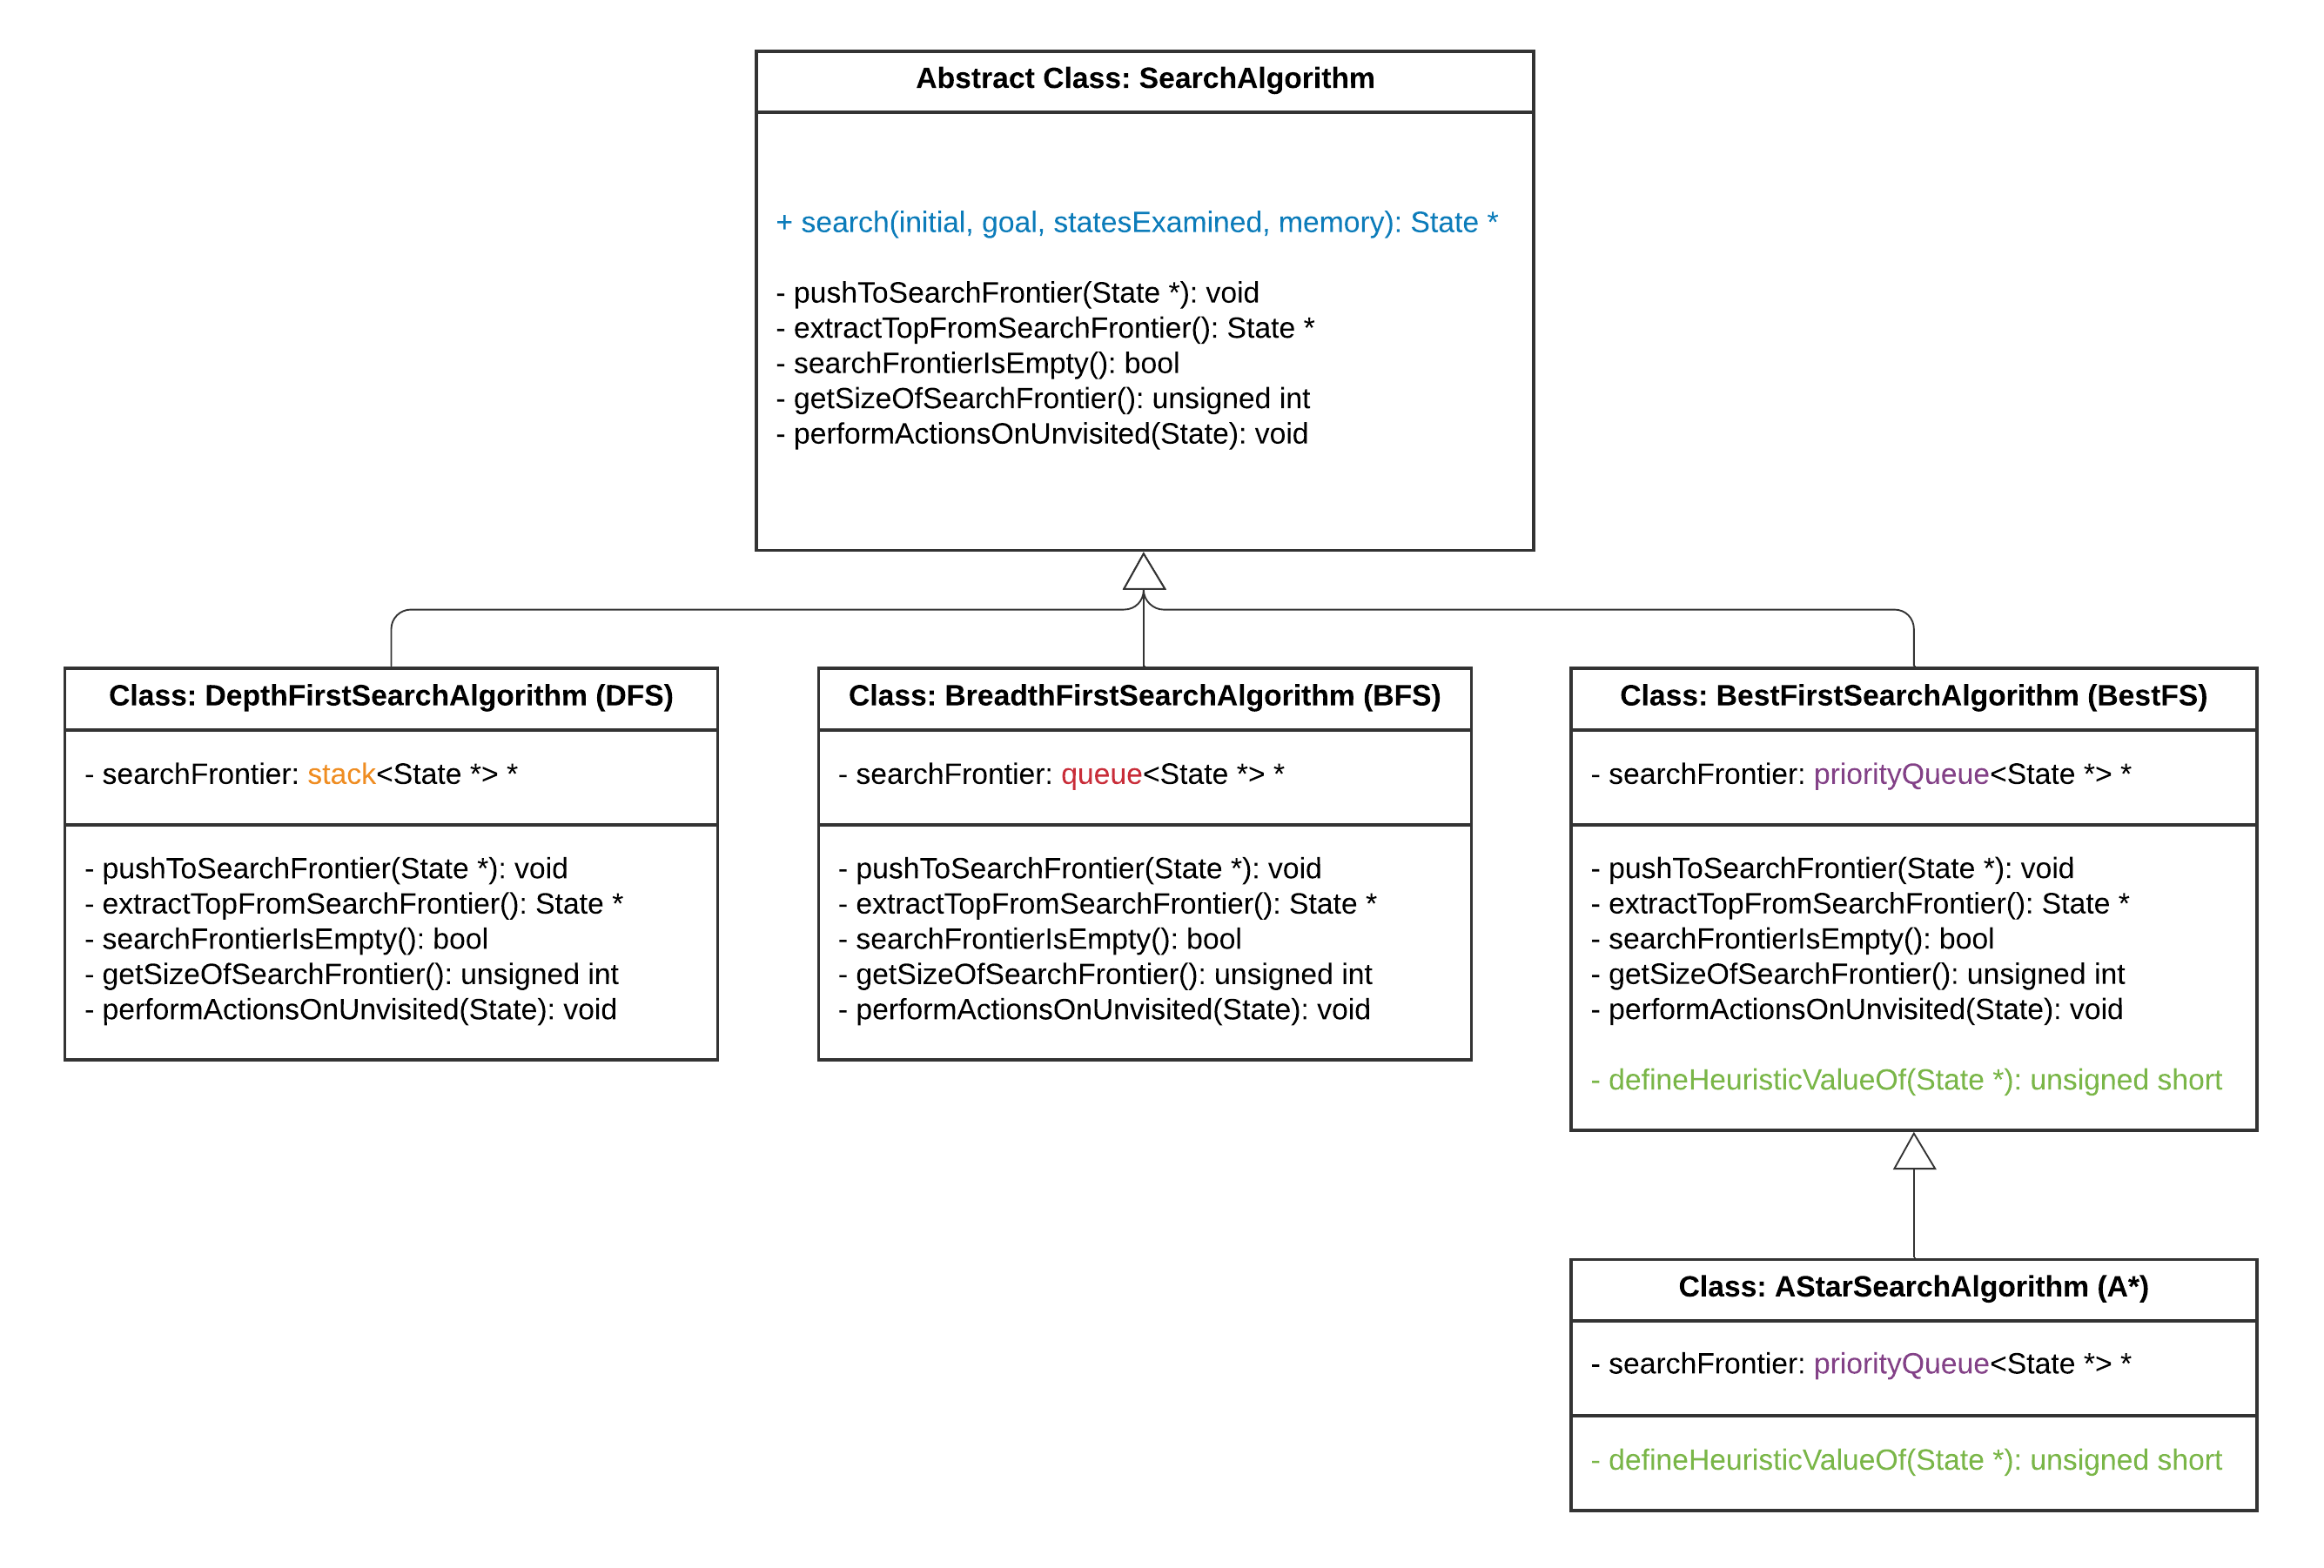 Abstract Class: SearchAlgorithm
+ search(initial, goal, statesExamined, memory): State *
- pushToSearchFrontier(State *): void
- extractTopFromSearchFrontier(): State *
- searchFrontierIsEmpty(): bool
- getSizeOfSearchFrontier(): unsigned int
- performActionsOnUnvisited(State): void
Class: DepthFirstSearchAlgorithm (DFS)
- searchFrontier: stack<State *> *
- pushToSearchFrontier(State *): void
- extractTopFromSearchFrontier(): State *
- searchFrontierIsEmpty(): bool
- getSizeOfSearchFrontier(): unsigned int
- performActionsOnUnvisited(State): void
Class: BreadthFirstSearchAlgorithm (BFS)
- searchFrontier: queue<State *> *
- pushToSearchFrontier(State *): void
- extractTopFromSearchFrontier(): State *
- searchFrontierIsEmpty(): bool
- getSizeOfSearchFrontier(): unsigned int
- performActionsOnUnvisited(State): void
Class: BestFirstSearchAlgorithm (BestFS)
- searchFrontier: priorityQueue<State *> *
- pushToSearchFrontier(State *): void
- extractTopFromSearchFrontier(): State *
- searchFrontierIsEmpty(): bool
- getSizeOfSearchFrontier(): unsigned int
- performActionsOnUnvisited(State): void
- defineHeuristicValueOf(State *): unsigned short
Class: AStarSearchAlgorithm (A*)
- searchFrontier: priorityQueue<State *> *
- defineHeuristicValueOf(State *): unsigned short